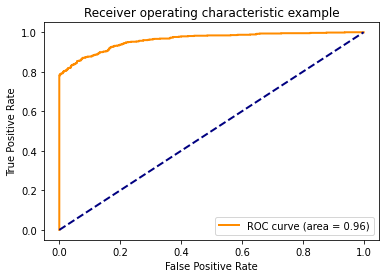 Receiver operating characteristic example
True Positive Rate
1.0
0.8
0.6
0.4
0.2
0.0
ROC curve (area = 0.96)
0.0 0.2 0.4 0.6 0.8 1.0
False Positive Rate